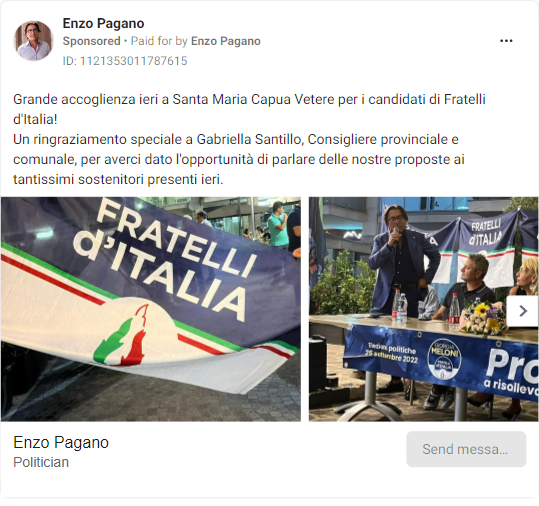 Enzo Pagano
Sponsored • Paid for by Enzo Pagano
ID: 1121353011787615
Grande accoglienza ieri a Santa Maria Capua Vetere per i candidati di Fratelli
d'Italia!
Un ringraziamento speciale a Gabriella Santillo, Consigliere provinciale e
comunale, per averci dato l'opportunità di parlare delle nostre proposte ai
tantissimi sostenitori presenti ieri.
FRATELLI
d'ITALIA
FRATELLI
d'ITALIA
Elezioni politiche
25 settembre 2022
GIORGIA
MELONI
FRATELLI
d'ITALIA
Pro
a risolleva
Enzo Pagano
Politician
Send messa...